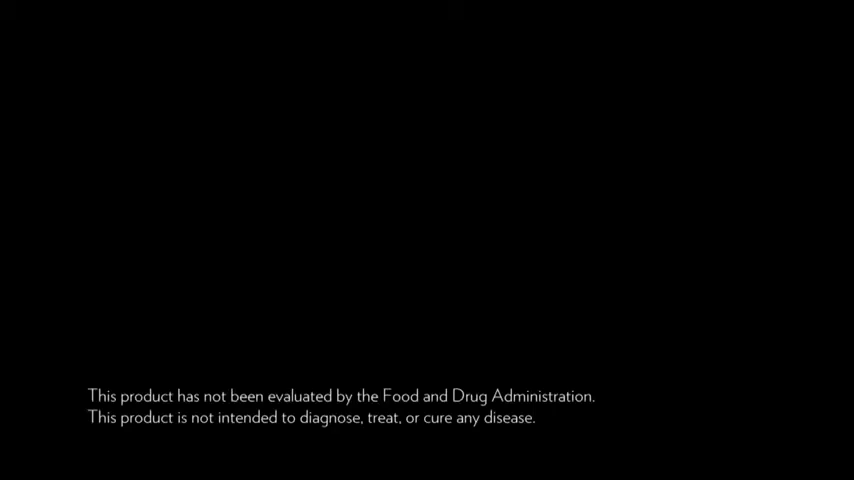 This product has not been evaluated by the Food and Drug Administration.
This product is not intended to diagnose, treat, or cure any disease.